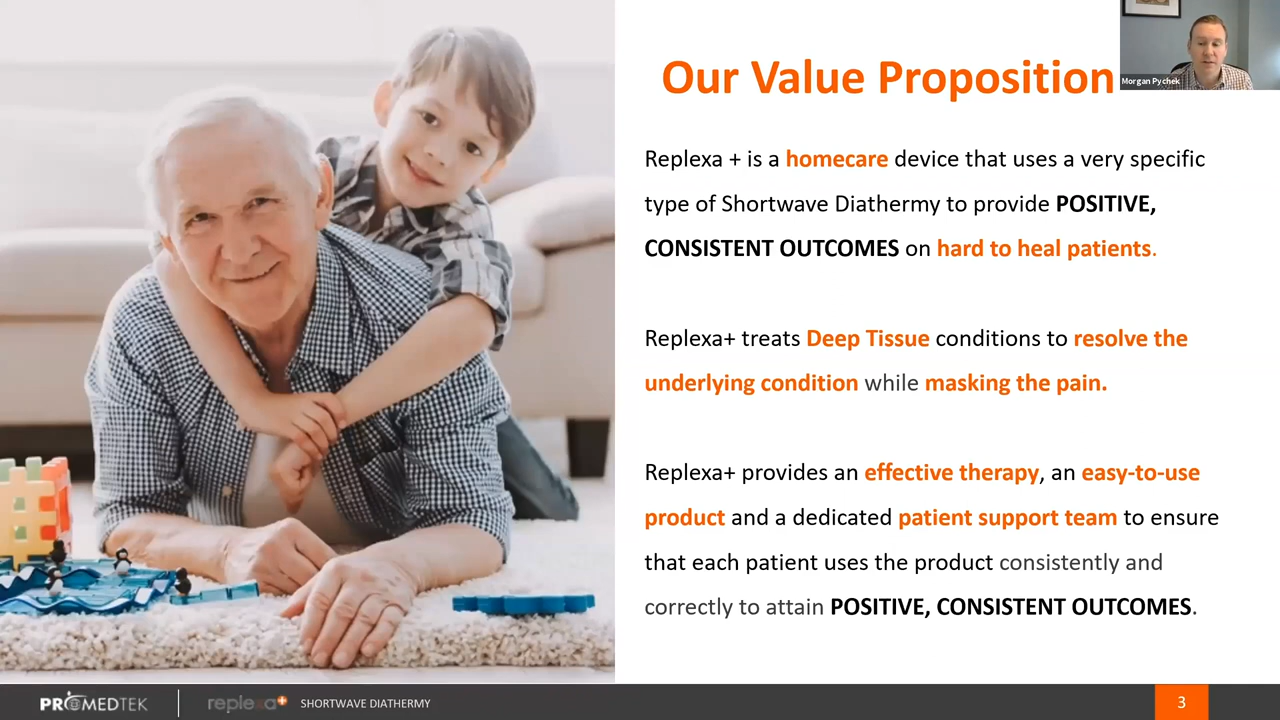 Our Value Proposition
Morgan Pychek
Replexa + is a homecare device that uses a very specific
type of Shortwave Diathermy to provide POSITIVE,
CONSISTENT OUTCOMES on hard to heal patients.
Replexa+ treats Deep Tissue conditions to resolve the
underlying condition while masking the pain.
Replexa+ provides an effective therapy, an easy-to-use
product and a dedicated patient support team to ensure
that each patient uses the product consistently and
correctly to attain POSITIVE, CONSISTENT OUTCOMES.
PROMEDTEK
replexa+
SHORTWAVE DIATHERMY
3